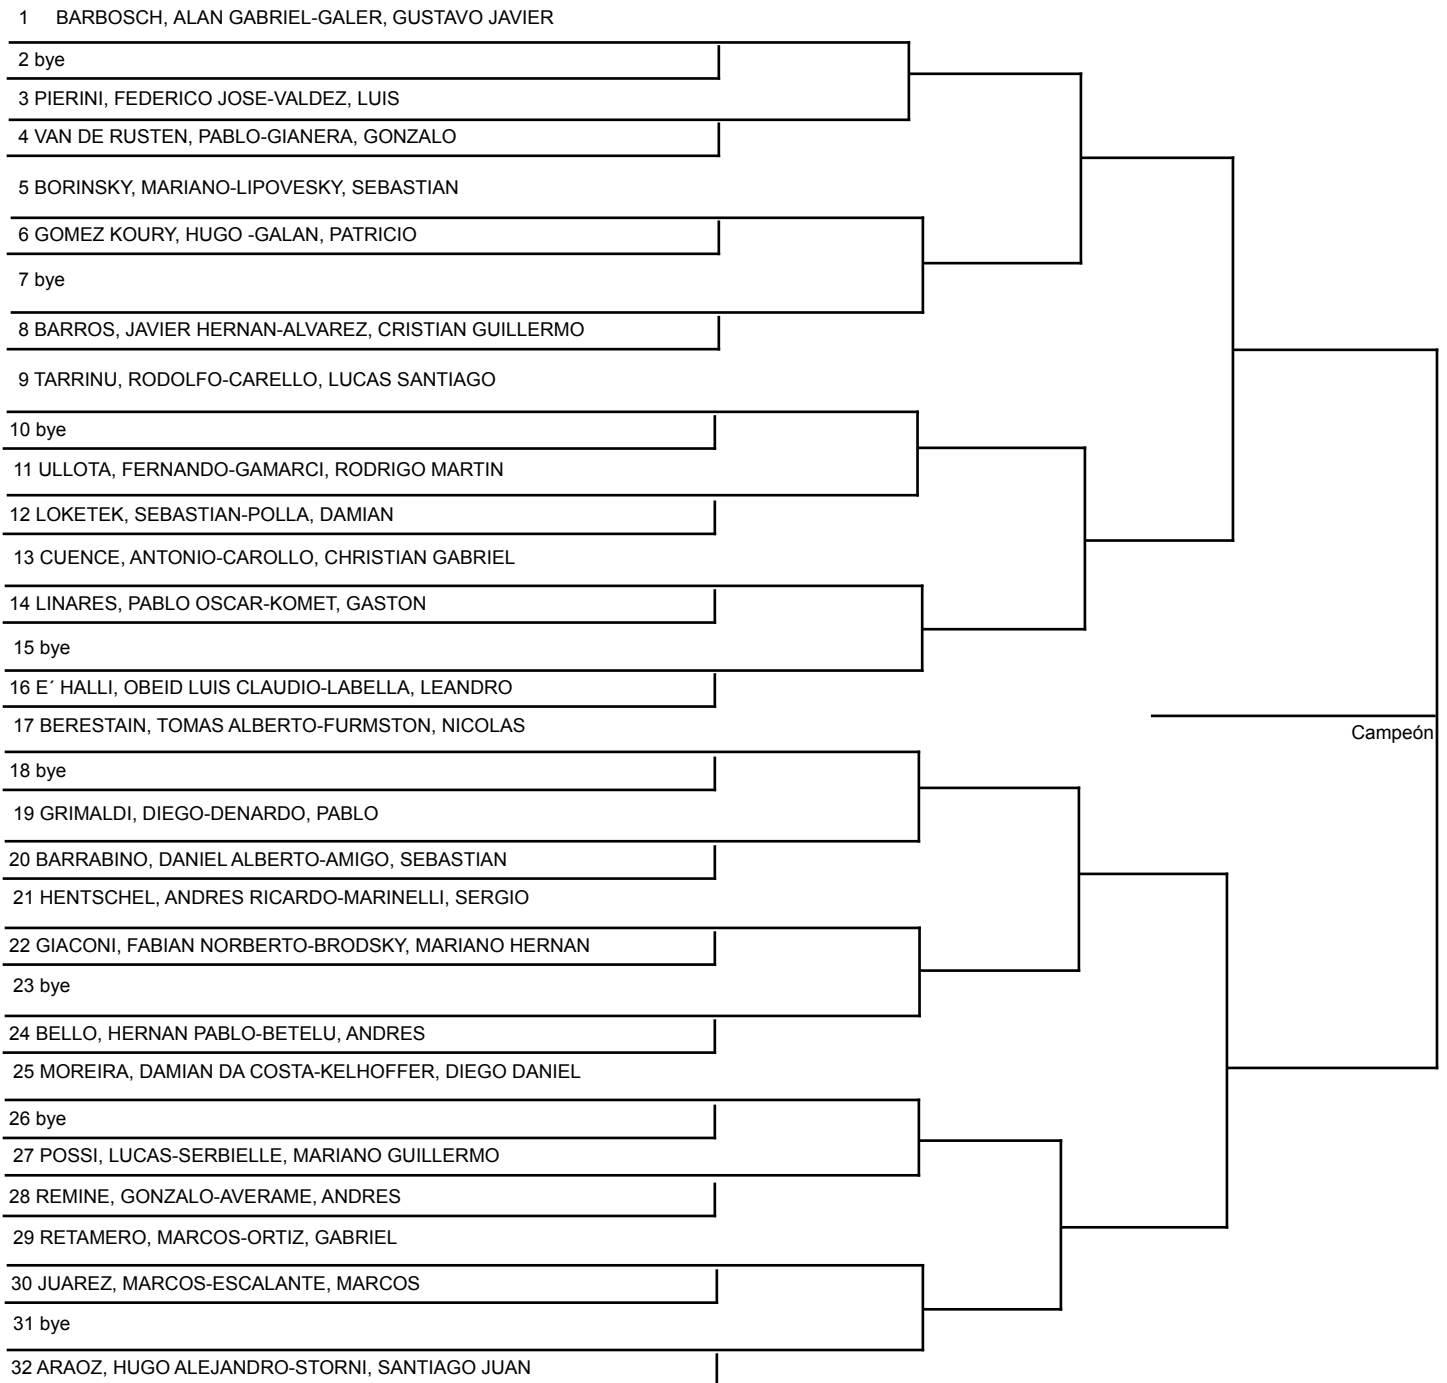 1 BARBOSCH, ALAN GABRIEL-GALER, GUSTAVO JAVIER
2 bye
3 PIERINI, FEDERICO JOSE-VALDEZ, LUIS
4 VAN DE RUSTEN, PABLO-GIANERA, GONZALO
5 BORINSKY, MARIANO-LIPOVESKY, SEBASTIAN
6 GOMEZ KOURY, HUGO -GALAN, PATRICIO
7 bye
8 BARROS, JAVIER HERNAN-ALVAREZ, CRISTIAN GUILLERMO
9 TARRINU, RODOLFO-CARELLO, LUCAS SANTIAGO
10 bye
11 ULLOTA, FERNANDO-GAMARCI, RODRIGO MARTIN
12 LOKETEK, SEBASTIAN-POLLA, DAMIAN
13 CUENCE, ANTONIO-CAROLLO, CHRISTIAN GABRIEL
14 LINARES, PABLO OSCAR-KOMET, GASTON
15 bye
16 E´ HALLI, OBEID LUIS CLAUDIO-LABELLA, LEANDRO
17 BERESTAIN, TOMAS ALBERTO-FURMSTON, NICOLAS
Campeón
18 bye
19 GRIMALDI, DIEGO-DENARDO, PABLO
20 BARRABINO, DANIEL ALBERTO-AMIGO, SEBASTIAN
21 HENTSCHEL, ANDRES RICARDO-MARINELLI, SERGIO
22 GIACONI, FABIAN NORBERTO-BRODSKY, MARIANO HERNAN
23 bye
24 BELLO, HERNAN PABLO-BETELU, ANDRES
25 MOREIRA, DAMIAN DA COSTA-KELHOFFER, DIEGO DANIEL
26 bye
27 POSSI, LUCAS-SERBIELLE, MARIANO GUILLERMO
28 REMINE, GONZALO-AVERAME, ANDRES
29 RETAMERO, MARCOS-ORTIZ, GABRIEL
30 JUAREZ, MARCOS-ESCALANTE, MARCOS
31 bye
32 ARAOZ, HUGO ALEJANDRO-STORNI, SANTIAGO JUAN